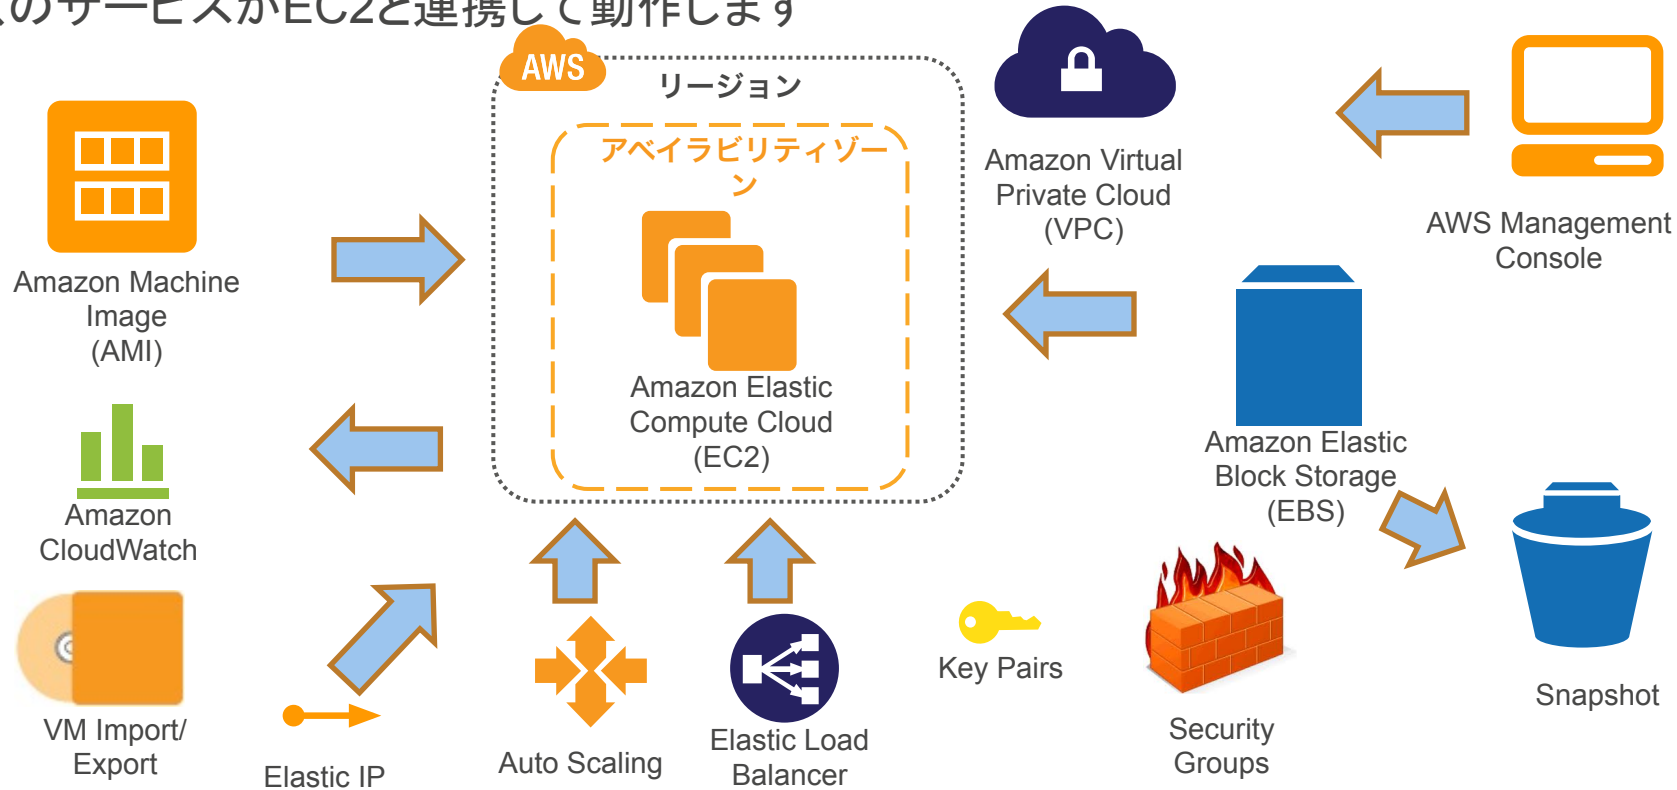 のサービスがEC2と連携して動作します
AWS
リージョン
アベイラビリティゾー
ン
Amazon Elastic
Compute Cloud
(EC2)
Amazon Machine
Image
(AMI)
Amazon
CloudWatch
VM Import/
Export
Elastic IP
Auto Scaling
Elastic Load
Balancer
Amazon Virtual
Private Cloud
(VPC)
AWS Management
Console
Amazon Elastic
Block Storage
(EBS)
Key Pairs
Security
Groups
Snapshot